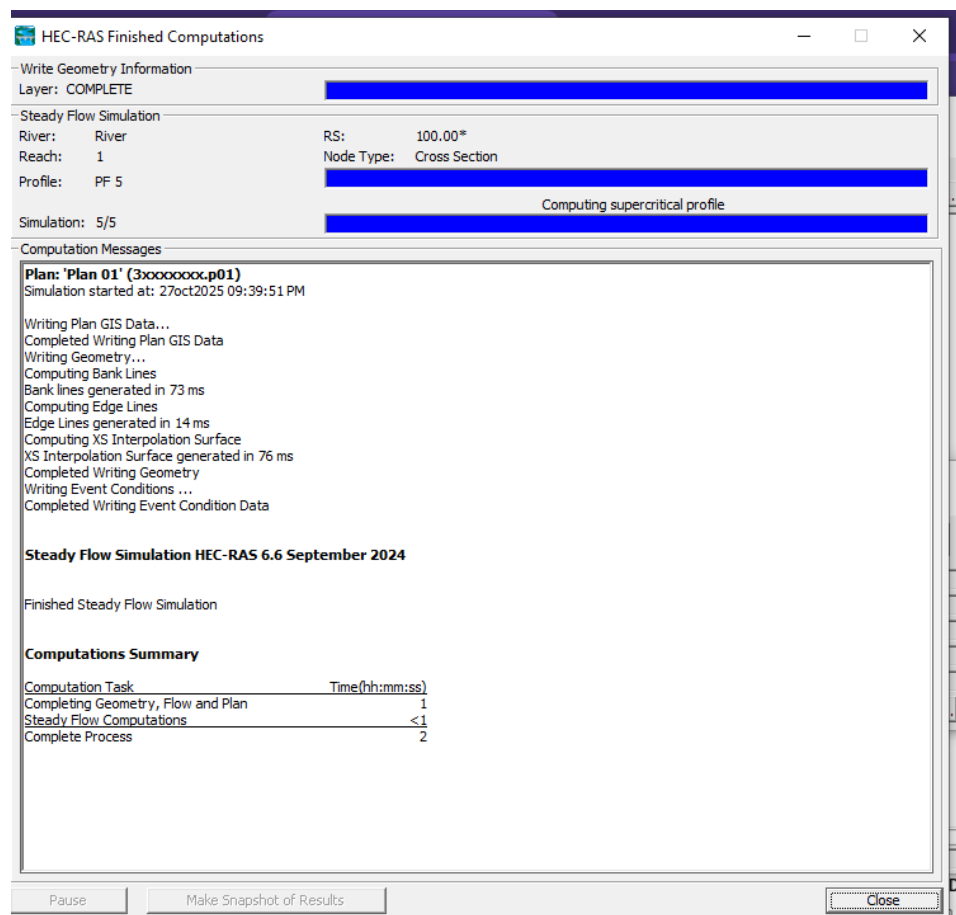 HEC-RAS Finished Computations
Write Geometry Information
Layer: COMPLETE
Steady Flow Simulation
River: River RS: 100.00*
Reach: 1 Node Type: Cross Section
Profile: PF 5
Computing supercritical profile
Simulation: 5/5
Computation Messages
Plan: 'Plan 01' (3xxxxxxx.p01)
Simulation started at: 27oct2025 09:39:51 PM
Writing Plan GIS Data...
Completed Writing Plan GIS Data
Writing Geometry...
Computing Bank Lines
Bank lines generated in 73 ms
Computing Edge Lines
Edge Lines generated in 14 ms
Computing XS Interpolation Surface
XS Interpolation Surface generated in 76 ms
Completed Writing Geometry
Writing Event Conditions ...
Completed Writing Event Condition Data
Steady Flow Simulation HEC-RAS 6.6 September 2024
Finished Steady Flow Simulation
Computations Summary
Computation Task Time(hh:mm:ss)
Completing Geometry, Flow and Plan 1
Steady Flow Computations <1
Complete Process 2
Pause Make Snapshot of Results Close